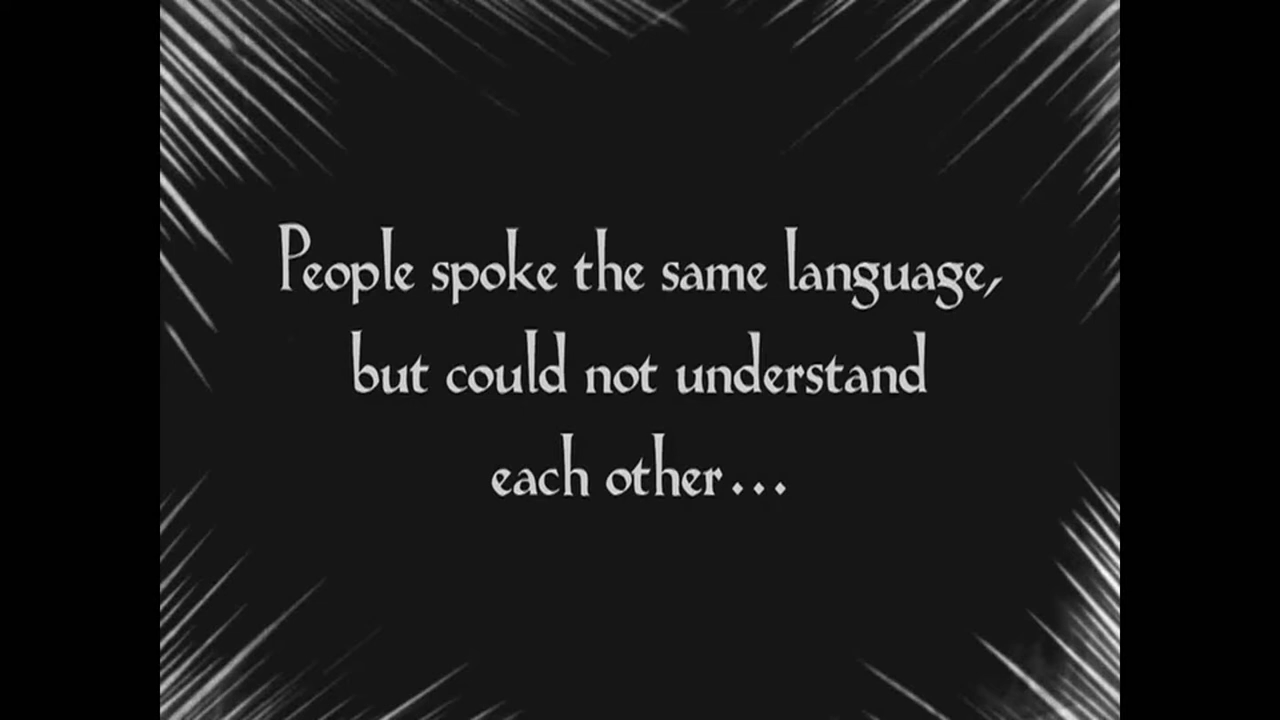 People spoke the same language,
but could not understand
each other...